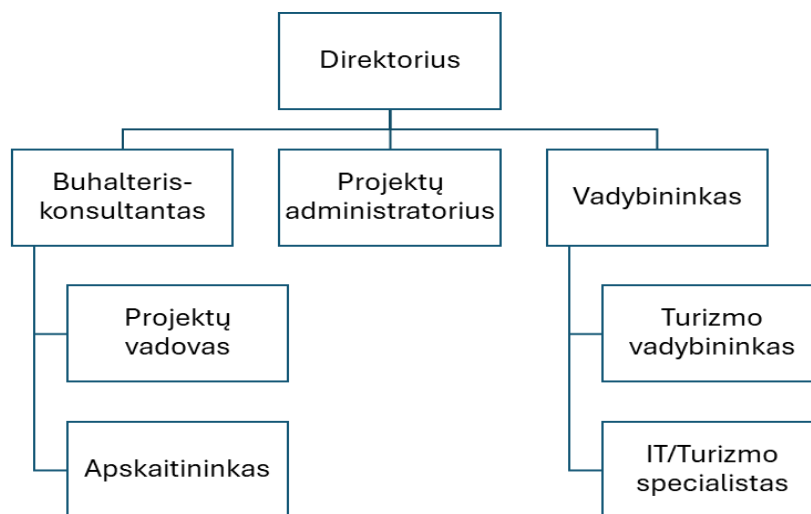 Direktorius
Buhalteris-
konsultantas
Projektų
administratorius
Vadybininkas
Projektų
vadovas
Turizmo
vadybininkas
Apskaitininkas
IT/Turizmo
specialistas